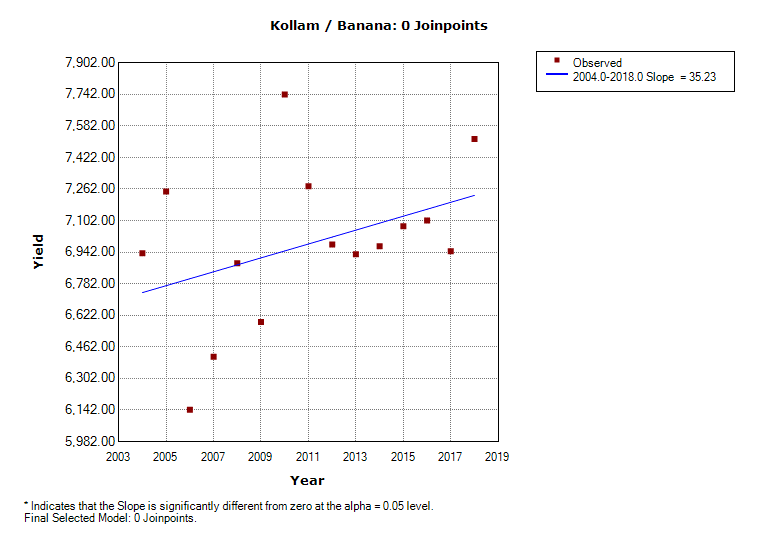 Kollam / Banana: 0 Joinpoints
Observed
2004.0-2018.0 Slope = 35.23
7,902.00
7,742.00
7,582.00
7,422.00
7,262.00
7,102.00
6,942.00
6,782.00
6,622.00
6,462.00
6,302.00
6,142.00
5,982.00
Yield
2003 2005 2007 2009 2011 2013 2015 2017 2019
Year
* Indicates that the Slope is significantly different from zero at the alpha = 0.05 level.
Final Selected Model: 0 Joinpoints.